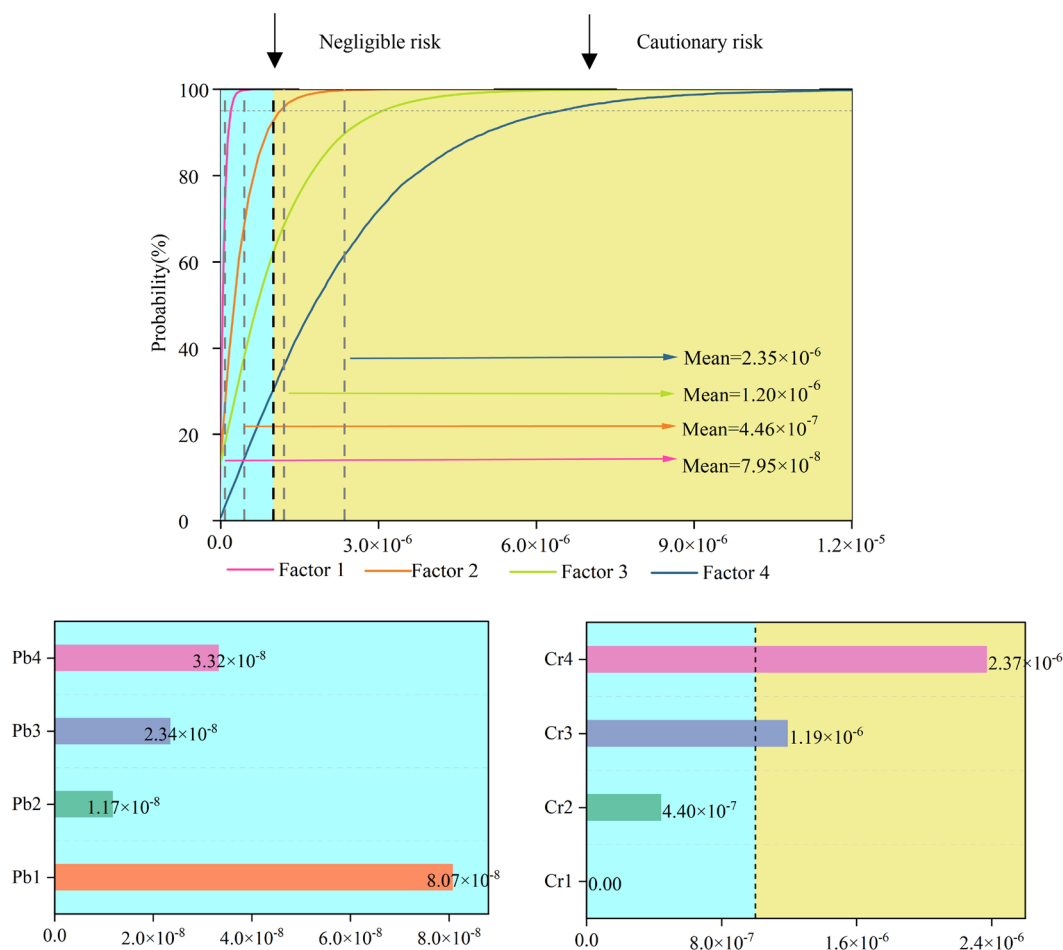 Negligible risk Cautionary risk
100
80
60
40
20
0
Probability(%)
Mean=2.35×10⁻⁶
Mean=1.20×10⁻⁶
Mean=4.46×10⁻⁷
Mean=7.95×10⁻⁸
0.0 3.0×10⁻⁶ 6.0×10⁻⁶ 9.0×10⁻⁶ 1.2×10⁻⁵
Factor 1 Factor 2 Factor 3 Factor 4
Pb4 3.32×10⁻⁸
Pb3 2.34×10⁻⁸
Pb2 1.17×10⁻⁸
Pb1 8.07×10⁻⁸
0.0 2.0×10⁻⁸ 4.0×10⁻⁸ 6.0×10⁻⁸ 8.0×10⁻⁸
Cr4 2.37×10⁻⁶
Cr3 1.19×10⁻⁶
Cr2 4.40×10⁻⁷
Cr1 0.00
0.0 8.0×10⁻⁷ 1.6×10⁻⁶ 2.4×10⁻⁶